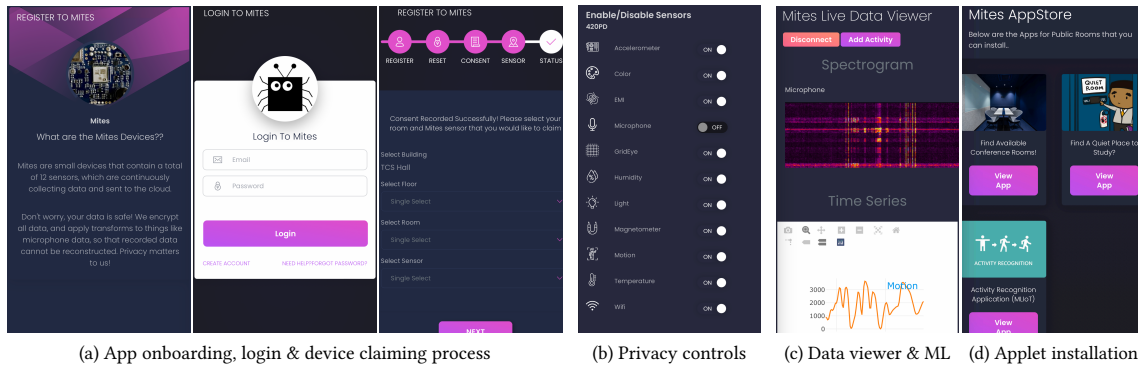 REGISTER TO MITES
Mites
What are the Mites Devices??
Mites are small devices that contain a total
of 12 sensors, which are continuously
collecting data and sent to the cloud.
Don't worry, your data is safe! We encrypt
all data, and apply transforms to things like
microphone data, so that recorded data
cannot be reconstructed. Privacy matters
to us!
LOGIN TO MITES
Login To Mites
Email
Password
Login
CREATE ACCOUNT NEED HELP?FORGOT PASSWORD?
REGISTER TO MITES
REGISTER RESET CONSENT SENSOR STATUS
Consent Recorded Successfully! Please select your
room and Mites sensor that you would like to claim
Select Building
TCS Hall
Select Floor
Single Select
Select Room
Single Select
Select Sensor
Single Select
NEXT
(a) App onboarding, login & device claiming process
Enable/Disable Sensors
420PD
Accelerometer ON
Color ON
EMI ON
Microphone OFF
GridEye ON
Humidity ON
Light ON
Magnetometer ON
Motion ON
Temperature ON
Wifi ON
(b) Privacy controls
Mites Live Data Viewer
Disconnect Add Activity
Spectrogram
Microphone
Time Series
Motion
3000
2000
1000
0
(c) Data viewer & ML
Mites AppStore
Below are the Apps for Public Rooms that you
can install..
Find Available
Conference Rooms!
View
App
QUIET
ROOM
Find A Quiet Place to
Study?
View
App
ACTIVITY RECOGNITION
Activity Recognition
Application (MLIoT)
View
App
(d) Applet installation